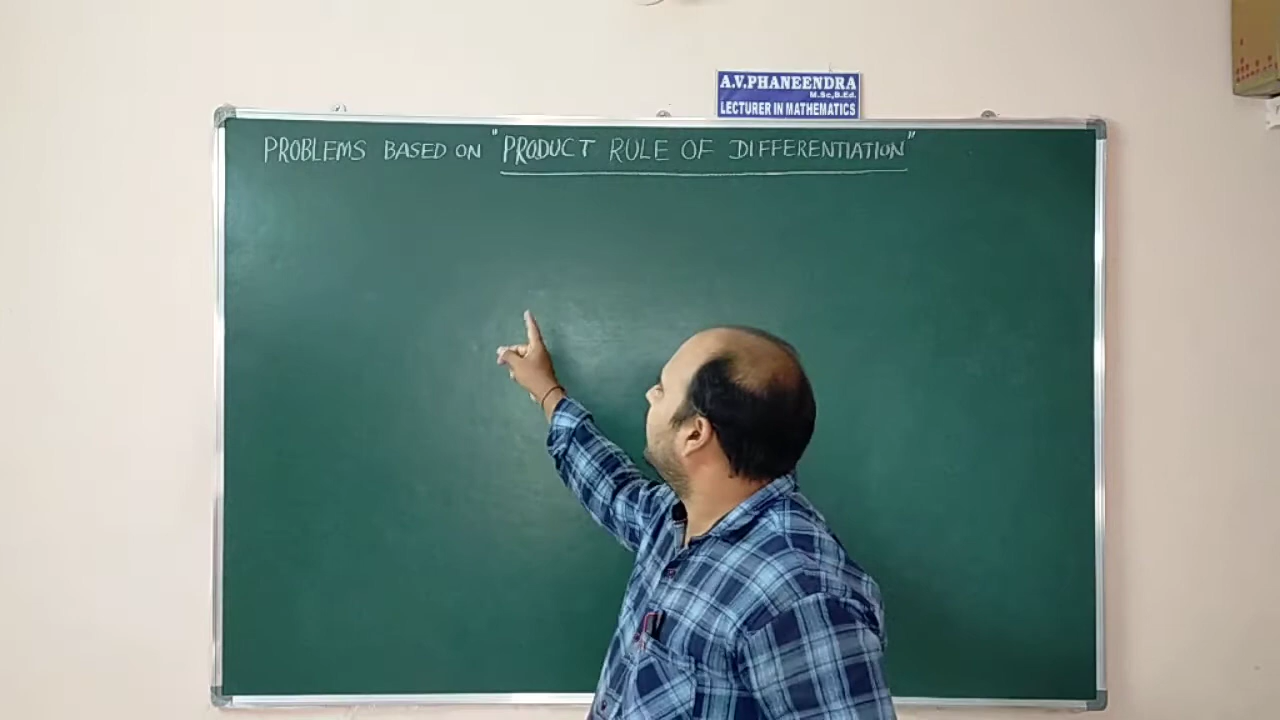 A.V.PHANEENDRA
M.Sc,B.Ed.
LECTURER IN MATHEMATICS
PROBLEMS BASED ON "PRODUCT RULE OF DIFFERENTIATION"